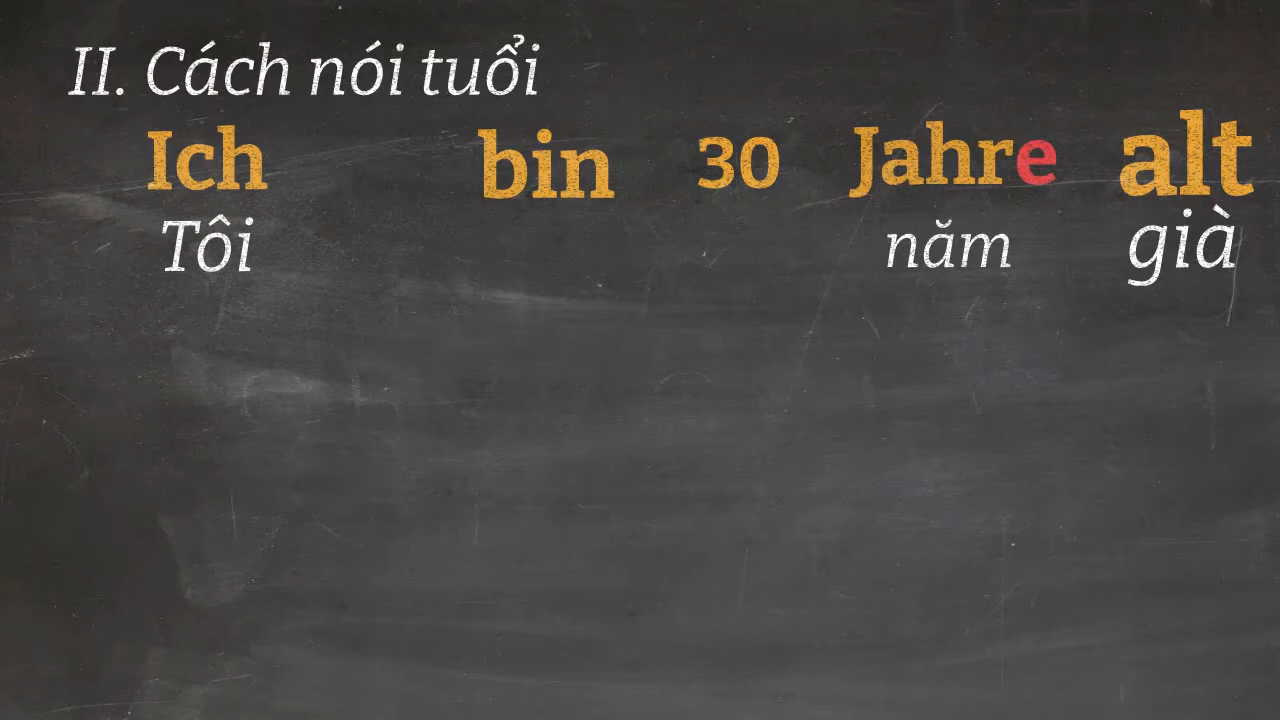 II. Cách nói tuổi
Ich bin 30 Jahre alt
Tôi năm già